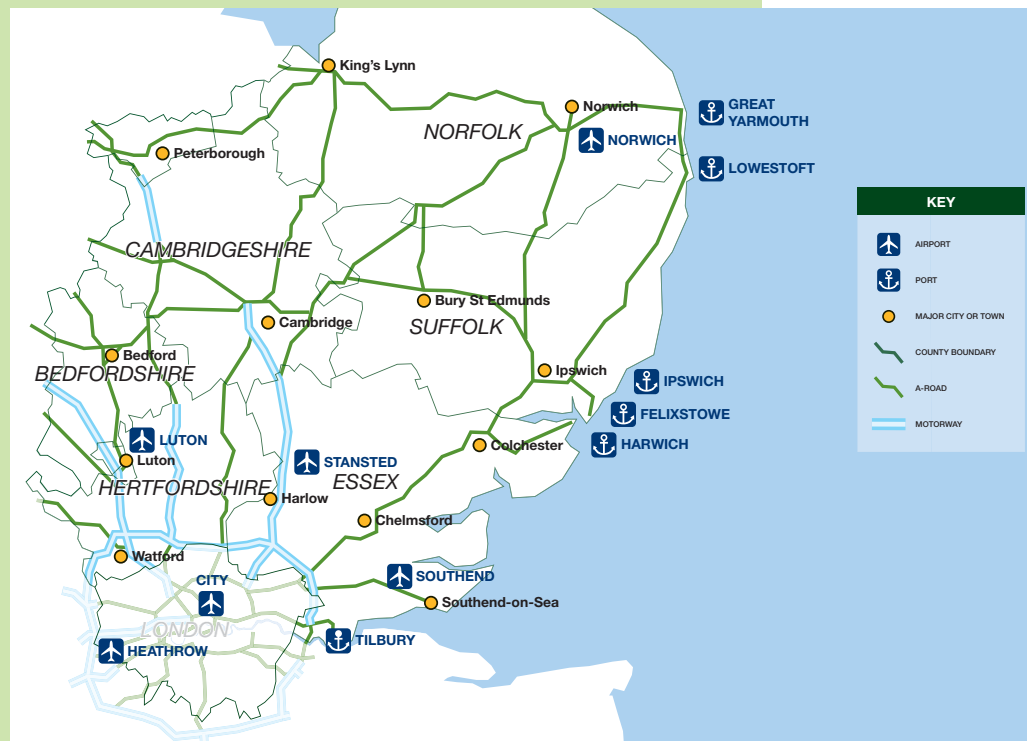 King's Lynn
Norwich
GREAT
YARMOUTH
NORFOLK
NORWICH
Peterborough
LOWESTOFT
KEY
AIRPORT
PORT
MAJOR CITY OR TOWN
COUNTY BOUNDARY
A-ROAD
MOTORWAY
CAMBRIDGESHIRE
Bury St Edmunds
Cambridge
SUFFOLK
Bedford
BEDFORDSHIRE
Ipswich
IPSWICH
FELIXSTOWE
HARWICH
LUTON
Colchester
Luton
STANSTED
ESSEX
HERTFORDSHIRE
Harlow
Chelmsford
Watford
CITY
SOUTHEND
Southend-on-Sea
LONDON
TILBURY
HEATHROW